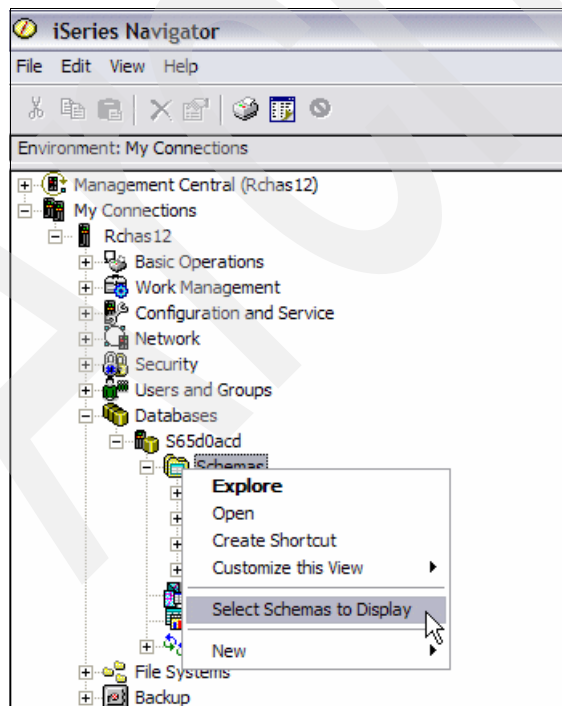 iSeries Navigator
File Edit View Help
Environment: My Connections
Management Central (Rchas12)
My Connections
Rchas12
Basic Operations
Work Management
Configuration and Service
Network
Security
Users and Groups
Databases
S65d0acd
Schemas
Explore
Open
Create Shortcut
Customize this View
Select Schemas to Display
New
File Systems
Backup